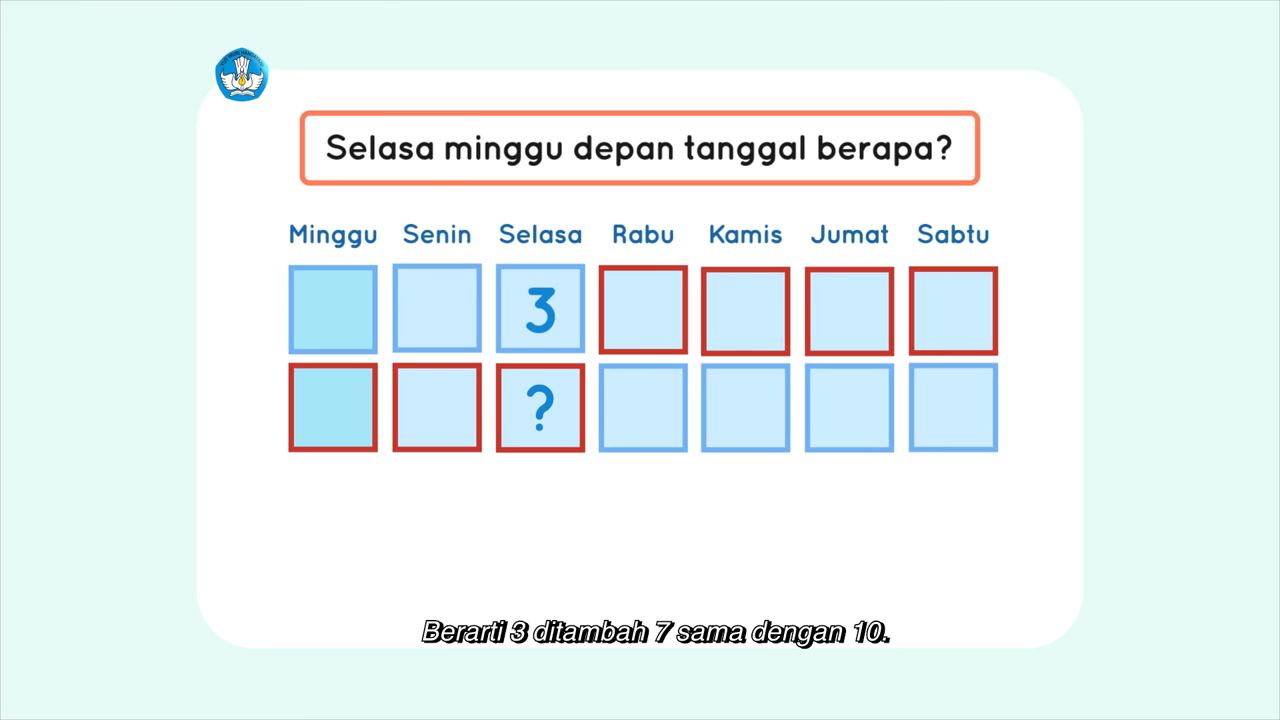 Selasa minggu depan tanggal berapa?
Minggu Senin Selasa Rabu Kamis Jumat Sabtu
3
?
Berarti 3 ditambah 7 sama dengan 10.